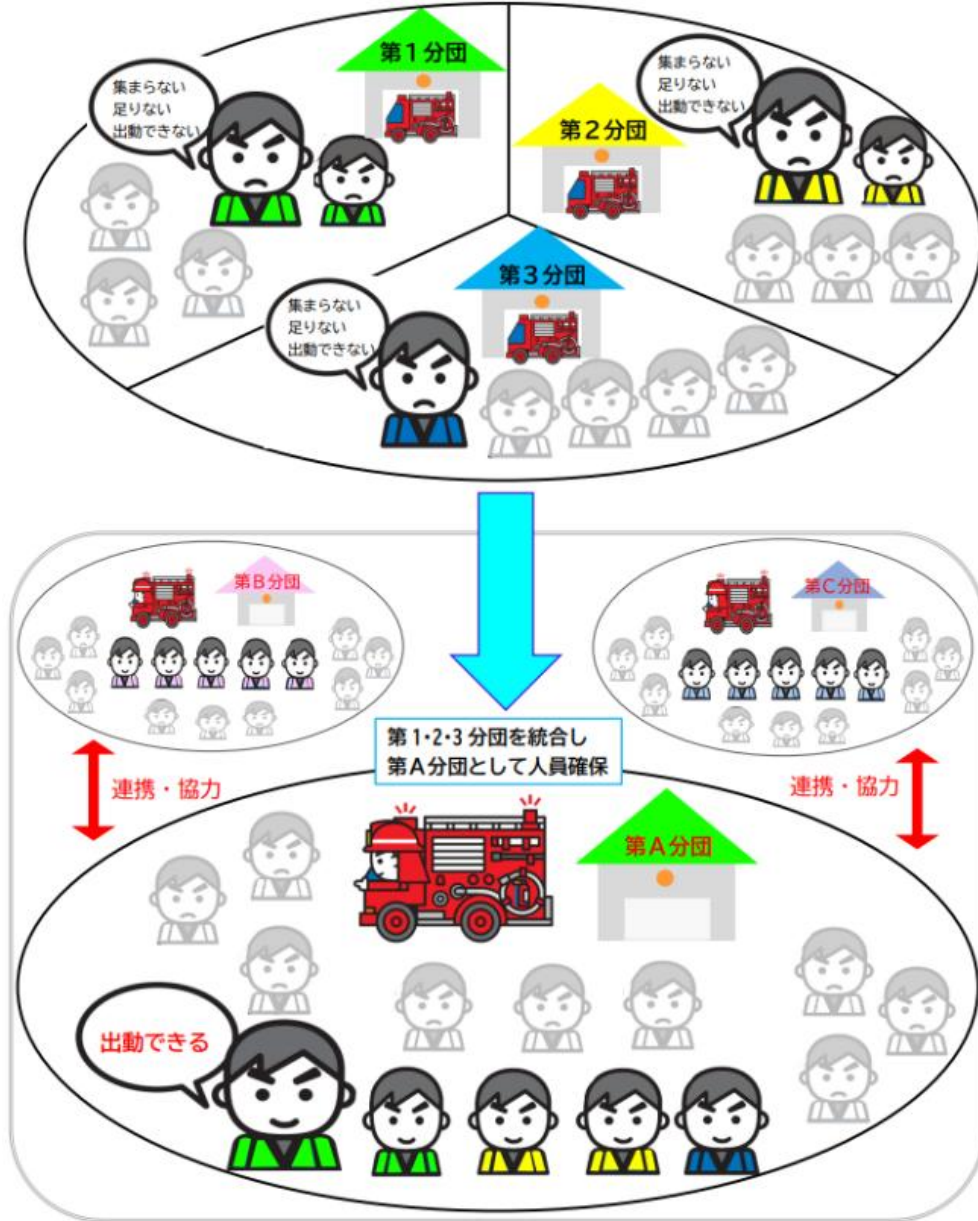 第1分団
集まらない
足りない
出動できない
第2分団
集まらない
足りない
出動できない
第3分団
集まらない
足りない
出動できない
第B分団
第C分団
第1・2・3分団を統合し
第A分団として人員確保
連携・協力
連携・協力
第A分団
出動できる